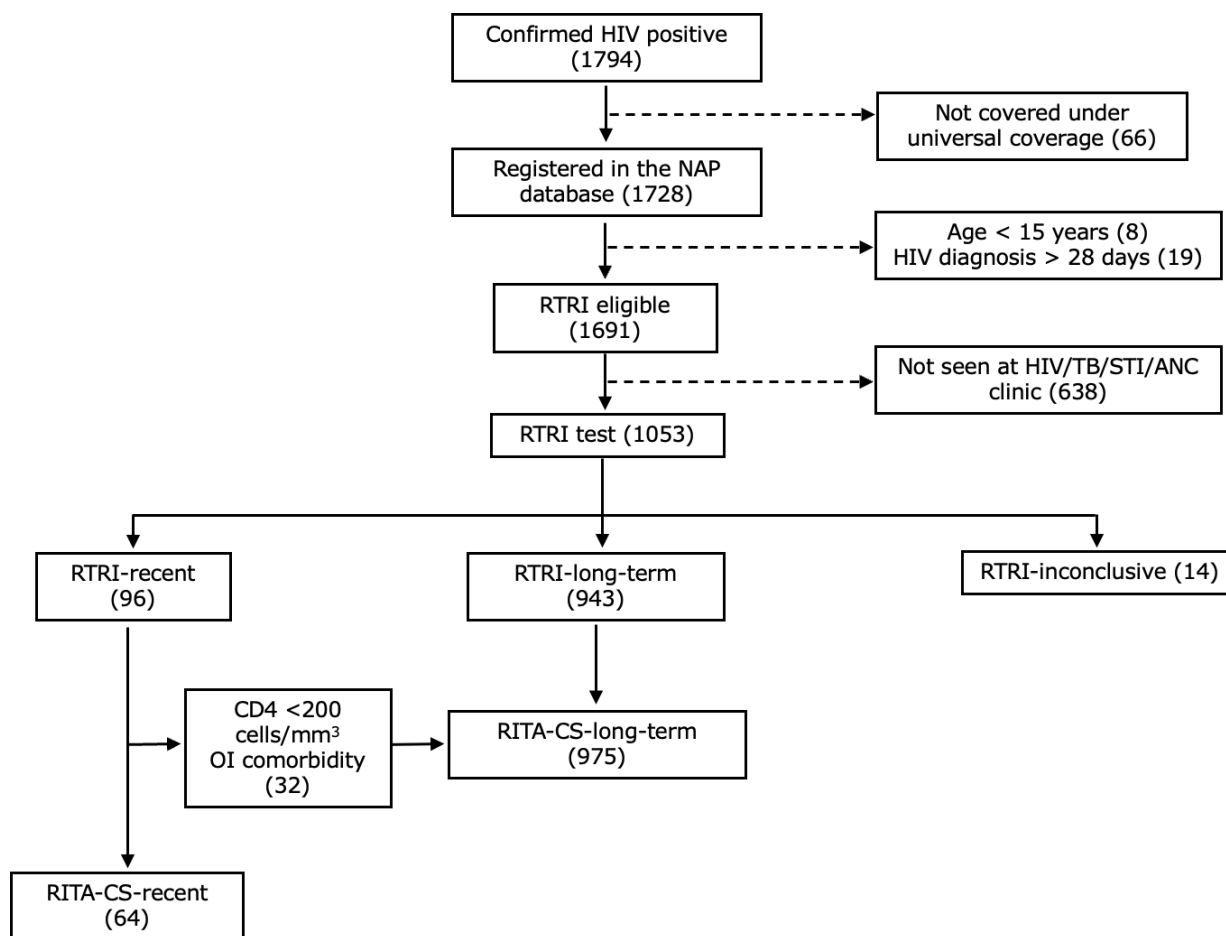 Confirmed HIV positive
(1794)
Not covered under
universal coverage (66)
Registered in the NAP
database (1728)
Age < 15 years (8)
HIV diagnosis > 28 days (19)
RTRI eligible
(1691)
Not seen at HIV/TB/STI/ANC
clinic (638)
RTRI test (1053)
RTRI-recent
(96)
RTRI-long-term
(943)
RTRI-inconclusive (14)
CD4 <200
cells/mm³
OI comorbidity
(32)
RITA-CS-long-term
(975)
RITA-CS-recent
(64)